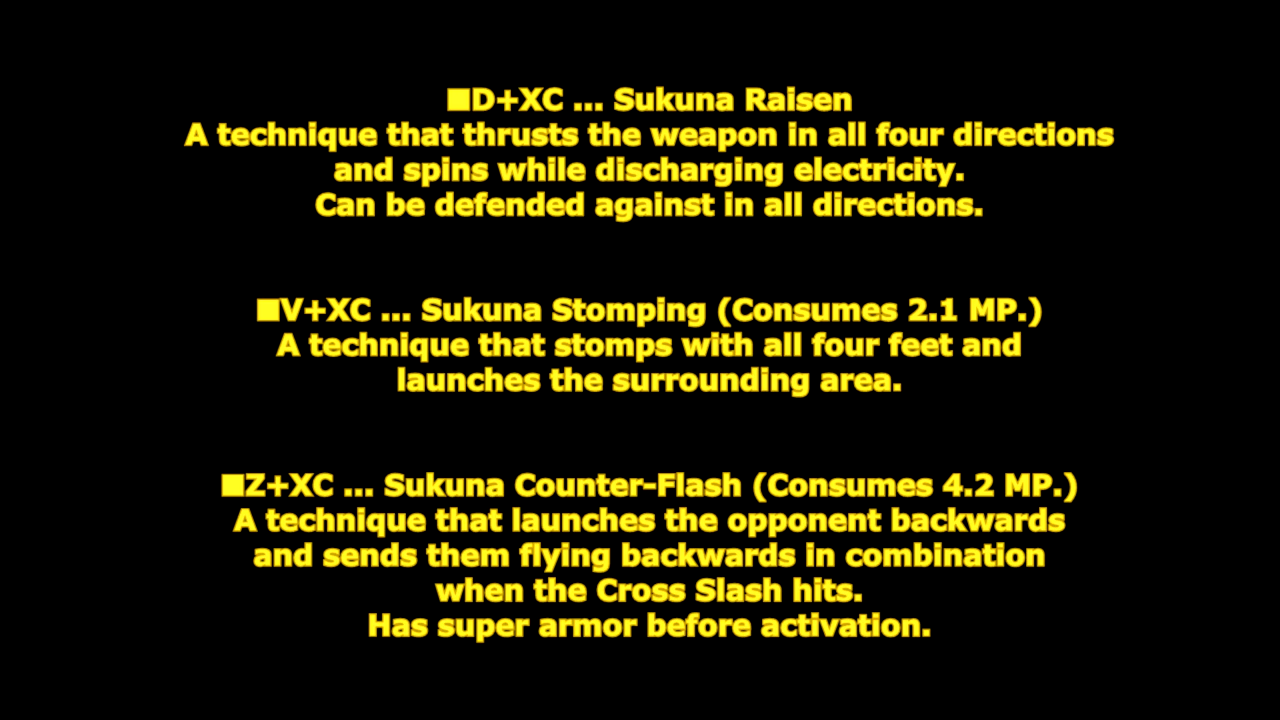 ■D+XC ... Sukuna Raisen
A technique that thrusts the weapon in all four directions
and spins while discharging electricity.
Can be defended against in all directions.
■V+XC ... Sukuna Stomping (Consumes 2.1 MP.)
A technique that stomps with all four feet and
launches the surrounding area.
■Z+XC ... Sukuna Counter-Flash (Consumes 4.2 MP.)
A technique that launches the opponent backwards
and sends them flying backwards in combination
when the Cross Slash hits.
Has super armor before activation.